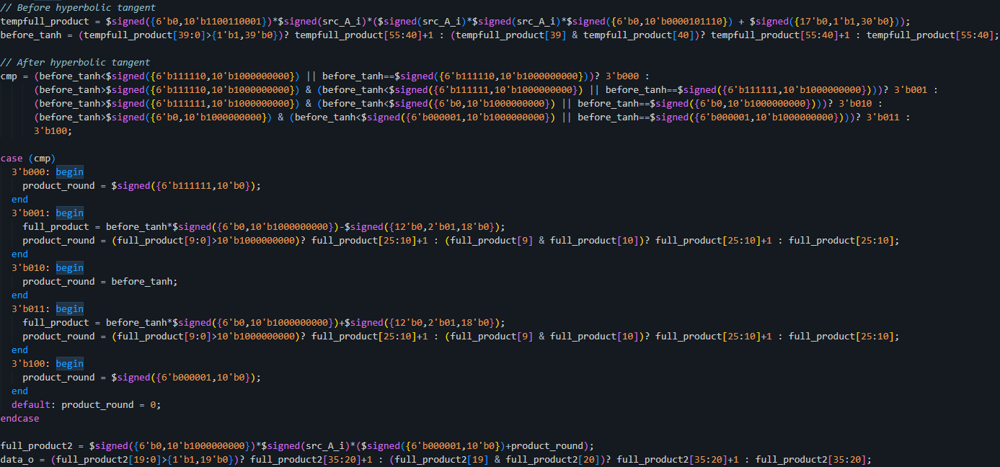 // Before hyperbolic tangent
tempfull_product = $signed({6'b0,10'b1100110001})*$signed(src_A_i)*($signed(src_A_i)*$signed(src_A_i)*$signed({6'b0,10'b0000101110}) + $signed({17'b0,1'b1,30'b0}));
before_tanh = (tempfull_product[39:0]>{1'b1,39'b0})? tempfull_product[55:40]+1 : (tempfull_product[39] & tempfull_product[40])? tempfull_product[55:40]+1 : tempfull_product[55:40];
// After hyperbolic tangent
cmp = (before_tanh<$signed({6'b111110,10'b1000000000}) || before_tanh==$signed({6'b111110,10'b1000000000}))? 3'b000 :
(before_tanh>$signed({6'b111110,10'b1000000000}) & (before_tanh<$signed({6'b111111,10'b1000000000}) || before_tanh==$signed({6'b111111,10'b1000000000})))? 3'b001 :
(before_tanh>$signed({6'b111111,10'b1000000000}) & (before_tanh<$signed({6'b0,10'b1000000000}) || before_tanh==$signed({6'b0,10'b1000000000})))? 3'b010 :
(before_tanh>$signed({6'b0,10'b1000000000}) & (before_tanh<$signed({6'b000001,10'b1000000000}) || before_tanh==$signed({6'b000001,10'b1000000000})))? 3'b011 :
3'b100;
case (cmp)
3'b000: begin
product_round = $signed({6'b111111,10'b0});
end
3'b001: begin
full_product = before_tanh*$signed({6'b0,10'b1000000000})-$signed({12'b0,2'b01,18'b0});
product_round = (full_product[9:0]>10'b1000000000)? full_product[25:10]+1 : (full_product[9] & full_product[10])? full_product[25:10]+1 : full_product[25:10];
end
3'b010: begin
product_round = before_tanh;
end
3'b011: begin
full_product = before_tanh*$signed({6'b0,10'b1000000000})+$signed({12'b0,2'b01,18'b0});
product_round = (full_product[9:0]>10'b1000000000)? full_product[25:10]+1 : (full_product[9] & full_product[10])? full_product[25:10]+1 : full_product[25:10];
end
3'b100: begin
product_round = $signed({6'b000001,10'b0});
end
default: product_round = 0;
endcase
full_product2 = $signed({6'b0,10'b1000000000})*$signed(src_A_i)*($signed({6'b000001,10'b0})+product_round);
data_o = (full_product2[19:0]>{1'b1,19'b0})? full_product2[35:20]+1 : (full_product2[19] & full_product2[20])? full_product2[35:20]+1 : full_product2[35:20];